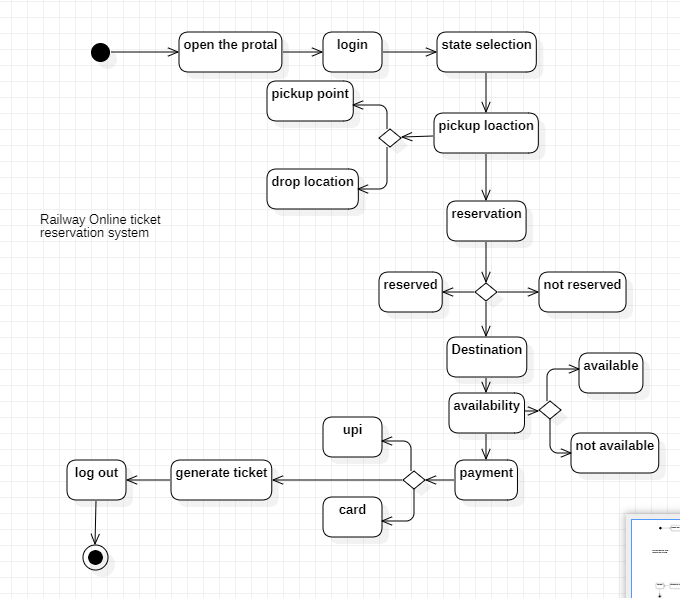 open the protal
login
state selection
pickup point
pickup loaction
drop location
Railway Online ticket
reservation system
reservation
reserved
not reserved
Destination
available
availability
upi
not available
log out
generate ticket
payment
card